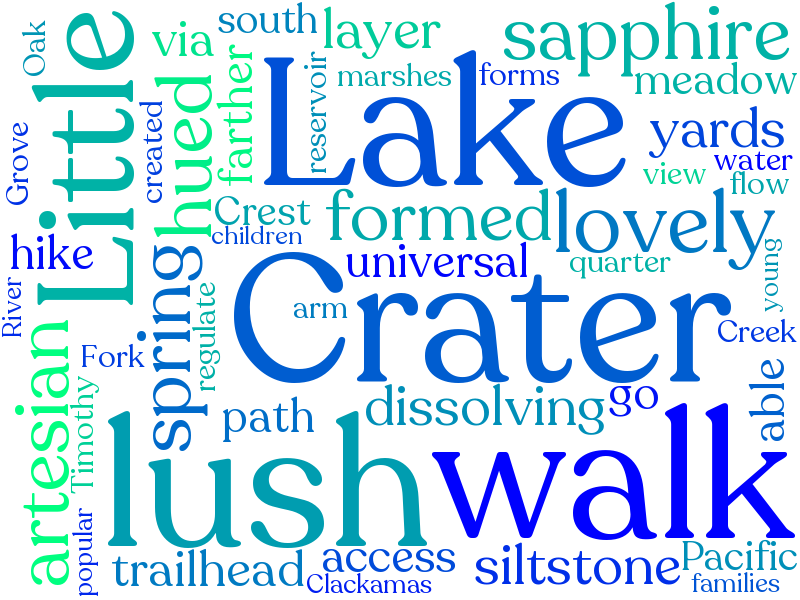 south
layer
sapphire
Oak
via
Little
farther
reservoir
marshes
forms
meadow
Lake
hued
created
Grove
yards
water
view
flow
Crest
children
formed
lovely
hike
universal
quarter
young
spring
River
regulate
arm
Crater
Creek
Fork
artesian
Timothy
path
dissolving
go
able
lush
walk
popular
trailhead
access
Clackamas
siltstone
Pacific
families